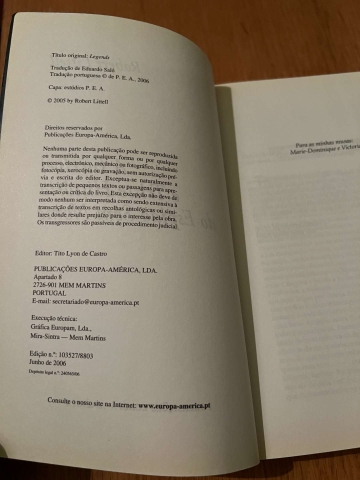 Título original: Legends
Tradução de Eduardo Saló
Tradução portuguesa © de P. E. A., 2006
Capa: estúdios P. E. A.
© 2005 by Robert Littell
Direitos reservados por
Publicações Europa-América, Lda.
Nenhuma parte desta publicação pode ser reproduzida
ou transmitida por qualquer forma ou por qualquer
processo, electrónico, mecânico ou fotográfico, incluindo
fotocópia, xerocópia ou gravação, sem autorização pré-
via e escrita do editor. Exceptua-se naturalmente a
transcrição de pequenos textos ou passagens para apre-
sentação ou crítica do livro. Esta excepção não deve de
modo nenhum ser interpretada como sendo extensiva à
transcrição de textos em recolhas antológicas ou simi-
lares donde resulte prejuízo para o interesse pela obra.
Os transgressores são passíveis de procedimento judicial.
Editor: Tito Lyon de Castro
PUBLICAÇÕES EUROPA-AMÉRICA, LDA.
Apartado 8
2726-901 MEM MARTINS
PORTUGAL
E-mail: secretariado@europa-america.pt
Execução técnica:
Gráfica Europam, Lda.,
Mira-Sintra — Mem Martins
Edição n.º: 103527/8803
Junho de 2006
Depósito legal n.º: 240565/06
Consulte o nosso site na Internet: www.europa-america.pt
Para as minhas musas:
Marie-Dominique e Victoria